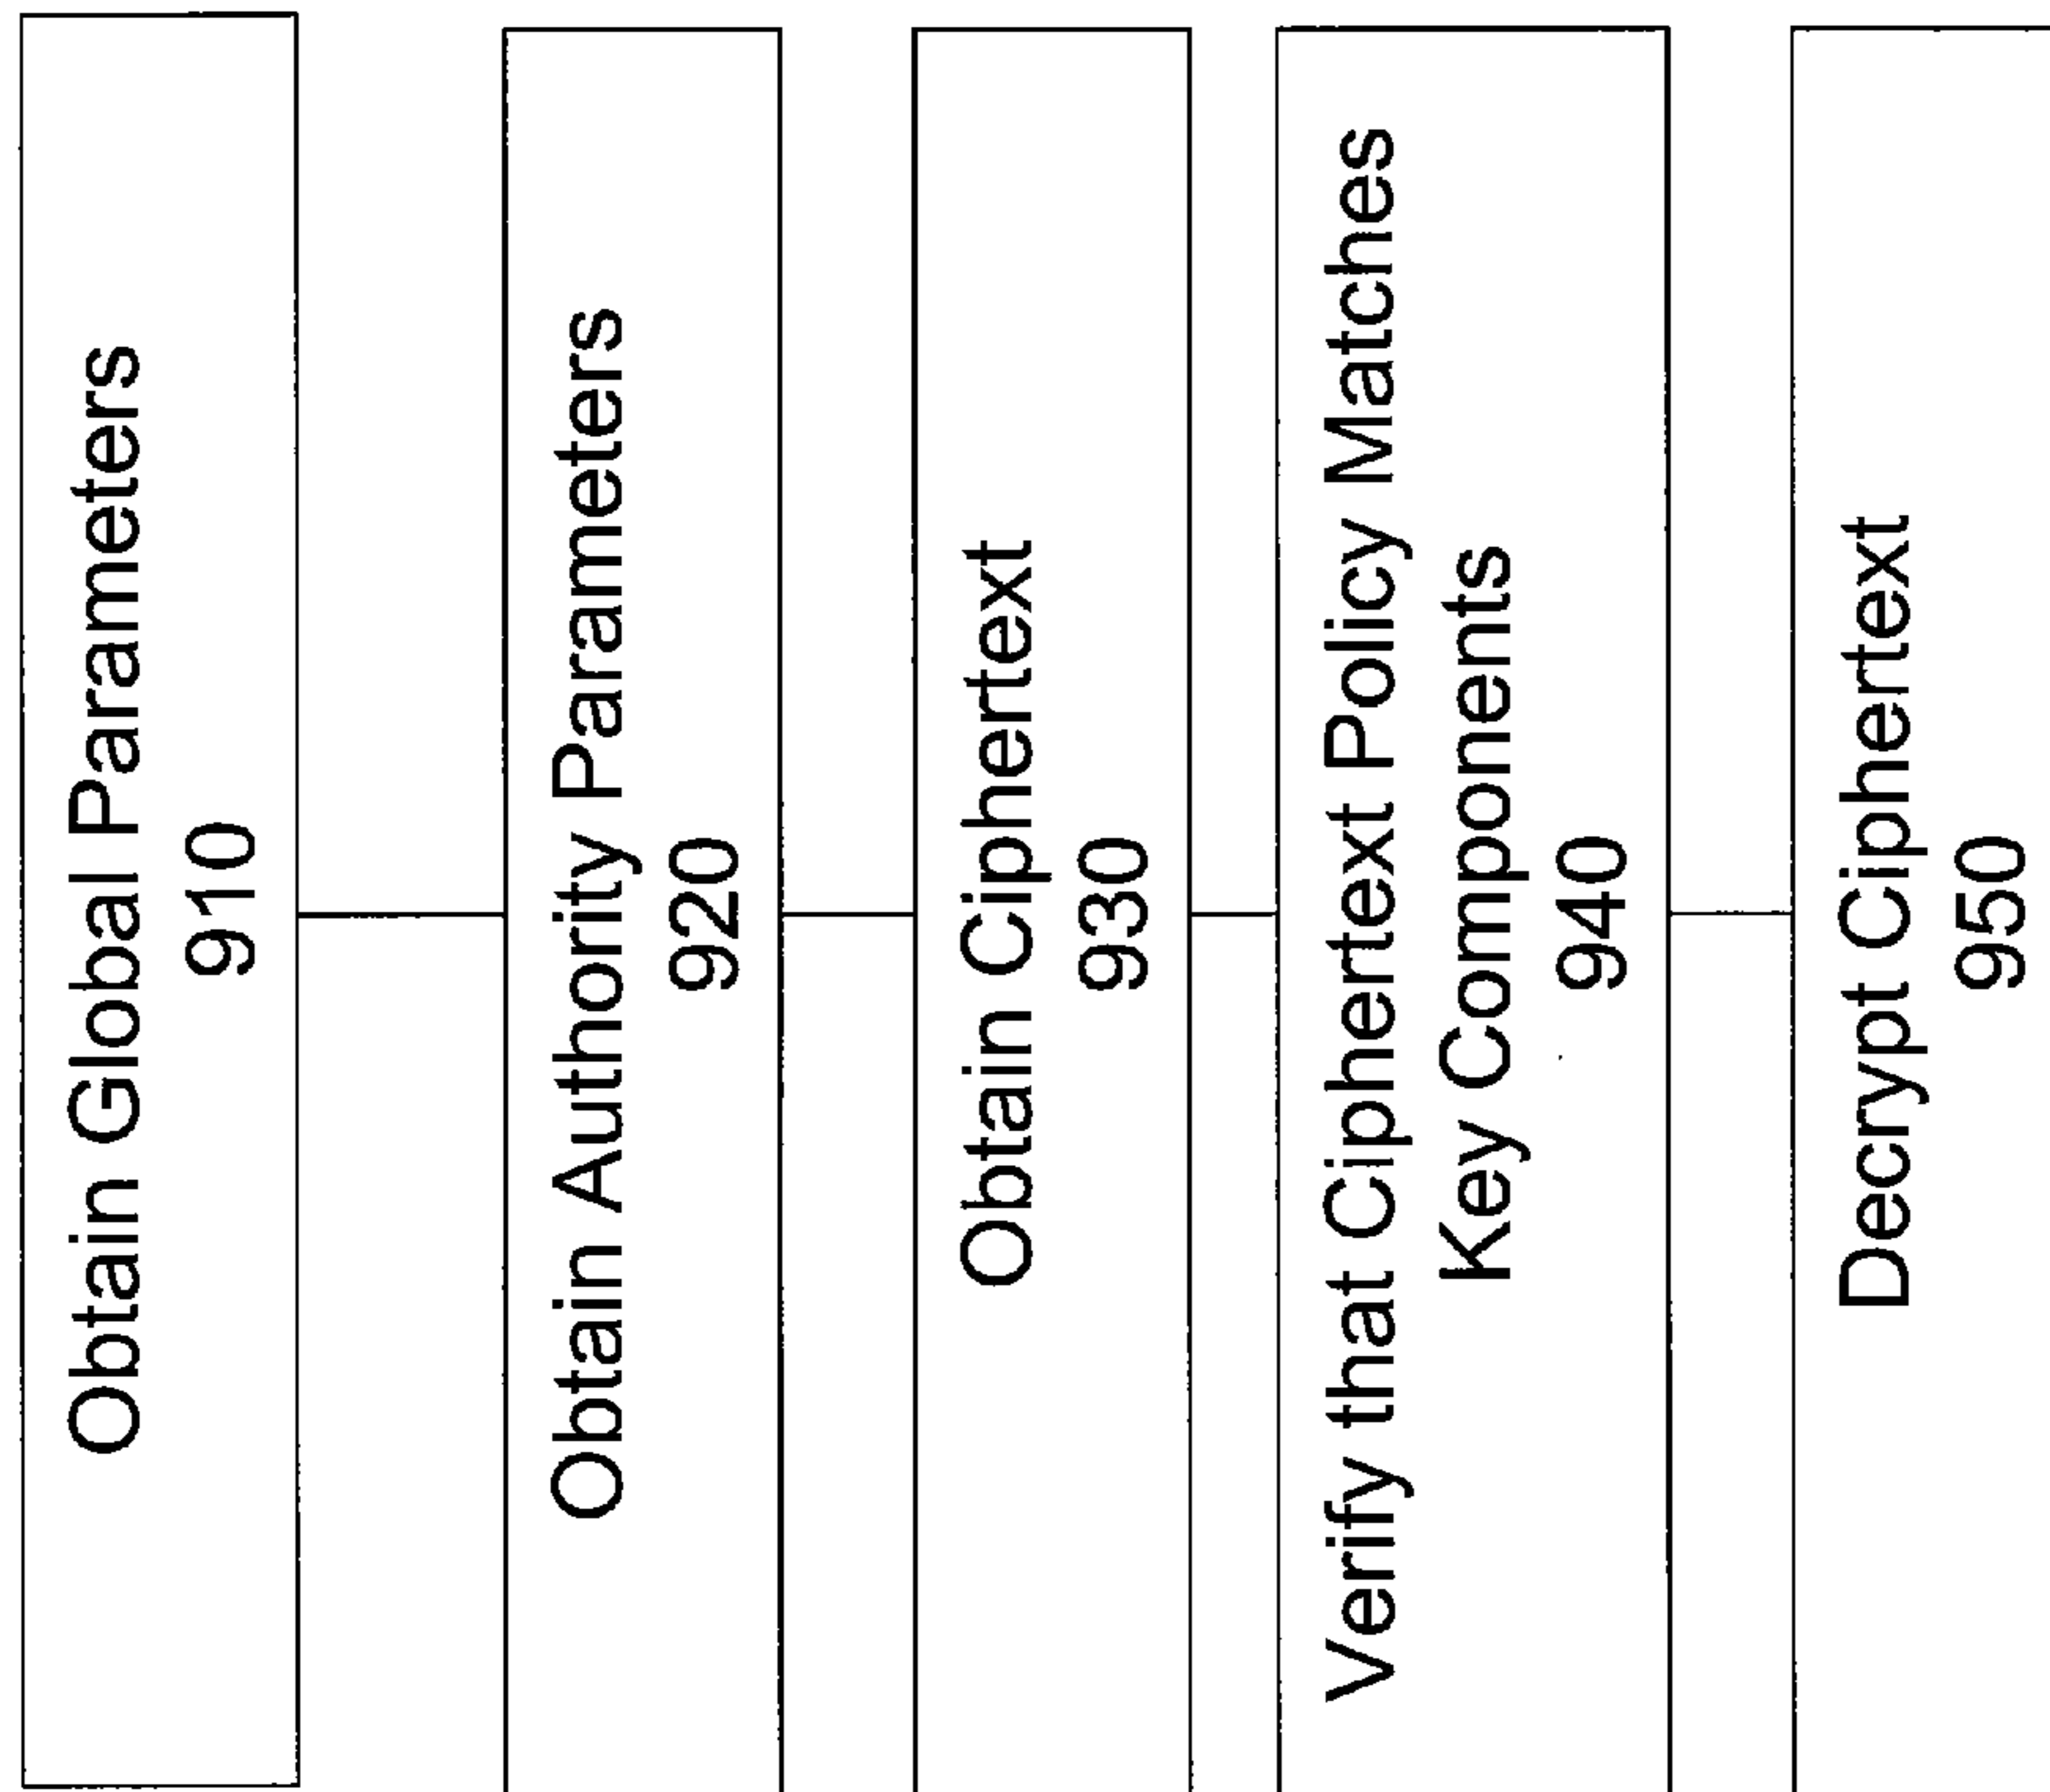 Obtain Global Parameters
910
Obtain Authority Parameters
920
Obtain Ciphertext
930
Verify that Ciphertext Policy Matches
Key Components
940
Decrypt Ciphertext
950